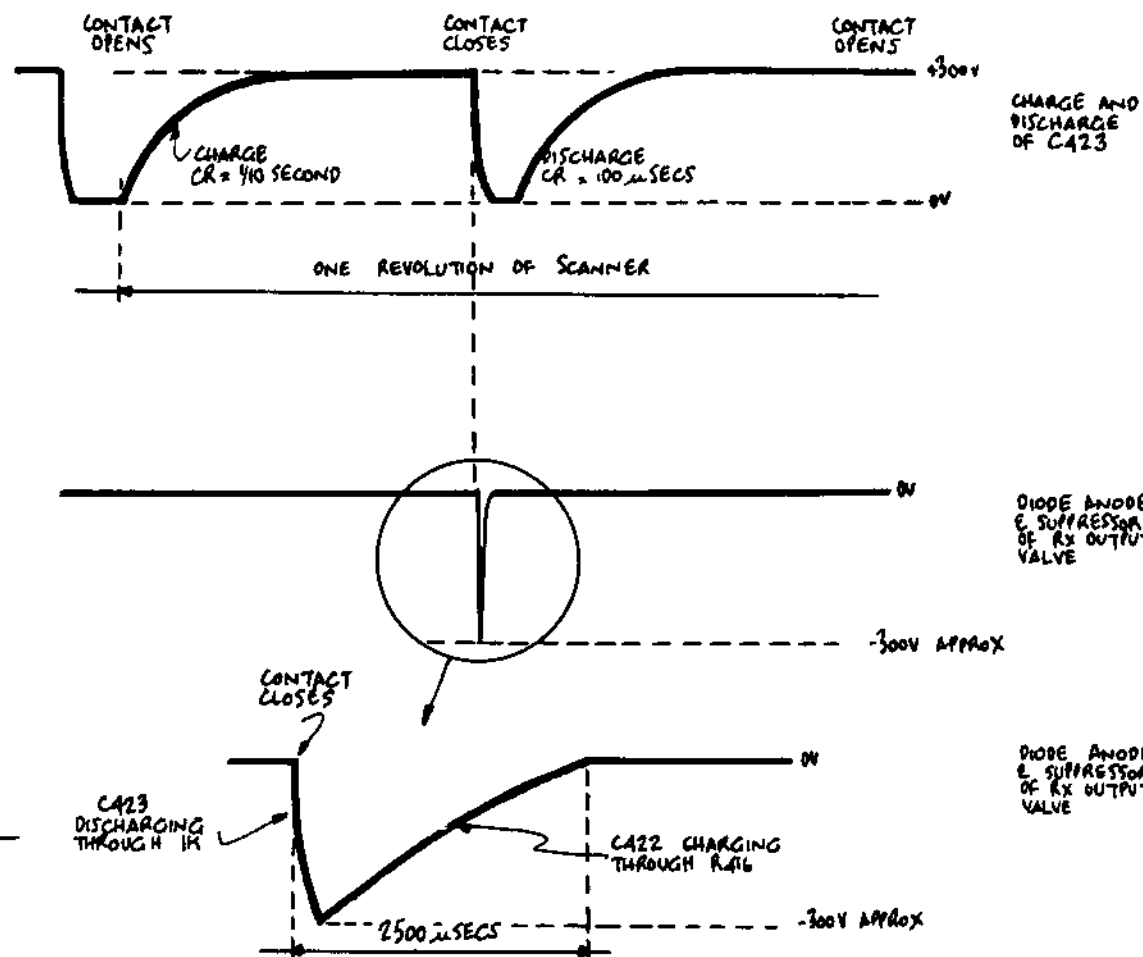 CONTACT
OPENS
CONTACT
CLOSES
CONTACT
OPENS
+300V
CHARGE AND
DISCHARGE
OF C423
CHARGE
CR = 1/10 SECOND
DISCHARGE
CR = 100 µSECS
0V
ONE REVOLUTION OF SCANNER
0V
DIODE ANODE
& SUPPRESSOR
OF RX OUTPUT
VALVE
-300V APPROX
CONTACT
CLOSES
0V
DIODE ANODE
& SUPPRESSOR
OF RX OUTPUT
VALVE
C423
DISCHARGING
THROUGH 1K
C422 CHARGING
THROUGH R416
2500 µSECS
-300V APPROX